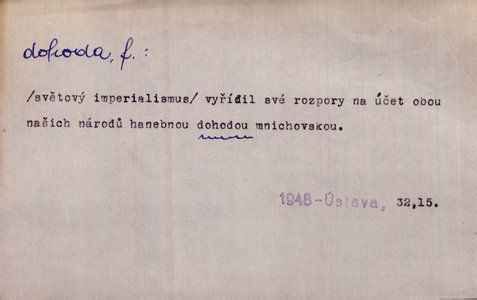 dohoda, f. :
/světový imperialismus/ vyřídil své rozpory na účet obou
našich národů hanebnou dohodou mnichovskou.
1948-Ústava, 32,15.